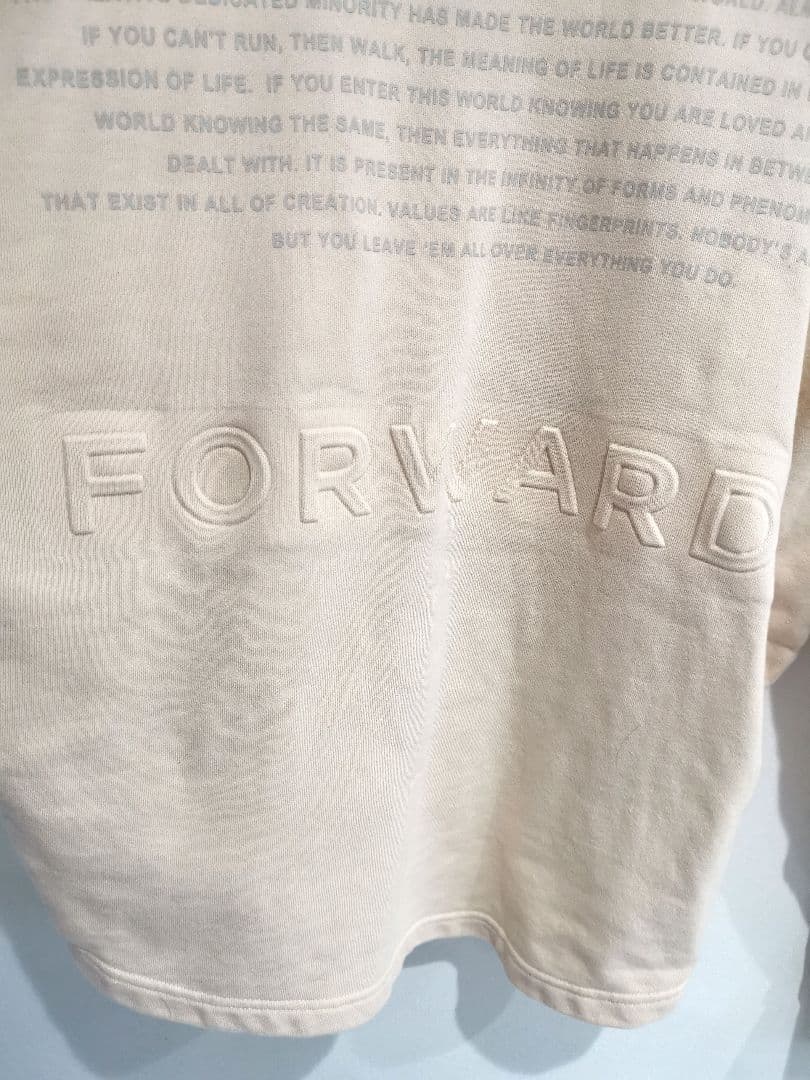 DEDICATED MINORITY HAS MADE THE WORLD BETTER. IF YOU
IF YOU CAN'T RUN, THEN WALK, THE MEANING OF LIFE IS CONTAINED IN
EXPRESSION OF LIFE. IF YOU ENTER THIS WORLD KNOWING YOU ARE LOVED
WORLD KNOWING THE SAME, THEN EVERYTHING THAT HAPPENS IN BETWE
DEALT WITH. IT IS PRESENT IN THE INFINITY OF FORMS AND PHENO
THAT EXIST IN ALL OF CREATION. VALUES ARE LIKE FINGERPRINTS. NOBODY'S A
BUT YOU LEAVE 'EM ALL OVER EVERYTHING YOU DO.
FORWARD